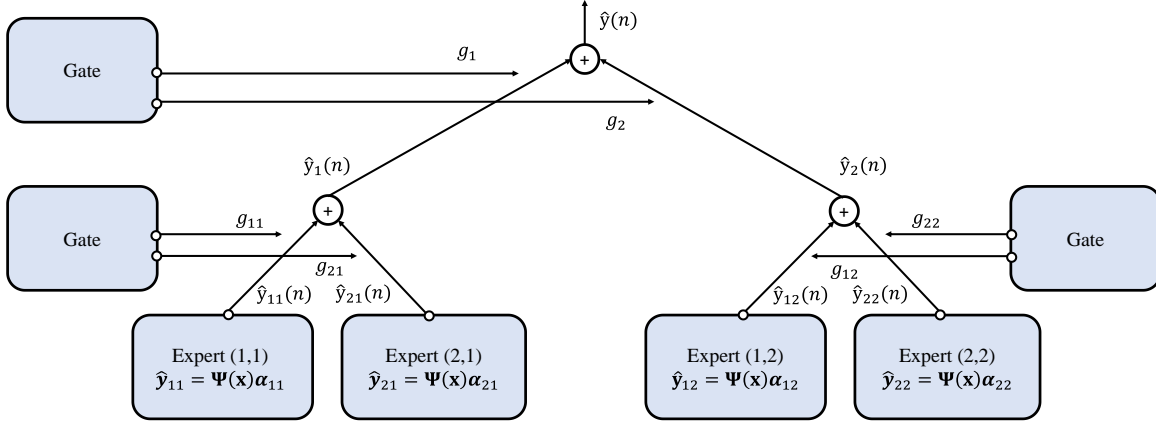 ŷ(n)
Gate
g₁
g₂
ŷ₁(n)
ŷ₂(n)
Gate
g₁₁
g₂₁
g₂₂
g₁₂
Gate
ŷ₁₁(n)
ŷ₂₁(n)
ŷ₁₂(n)
ŷ₂₂(n)
Expert (1,1)
ŷ₁₁ = Ψ(x)α₁₁
Expert (2,1)
ŷ₂₁ = Ψ(x)α₂₁
Expert (1,2)
ŷ₁₂ = Ψ(x)α₁₂
Expert (2,2)
ŷ₂₂ = Ψ(x)α₂₂
+
+
+